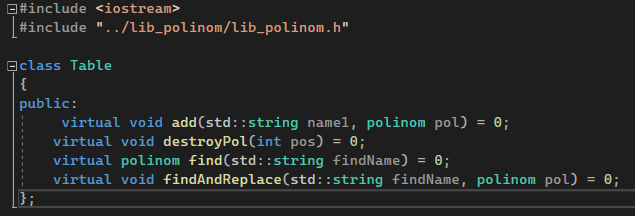 #include <iostream>
#include "../lib_polinom/lib_polinom.h"
class Table
{
public:
virtual void add(std::string name1, polinom pol) = 0;
virtual void destroyPol(int pos) = 0;
virtual polinom find(std::string findName) = 0;
virtual void findAndReplace(std::string findName, polinom pol) = 0;
};